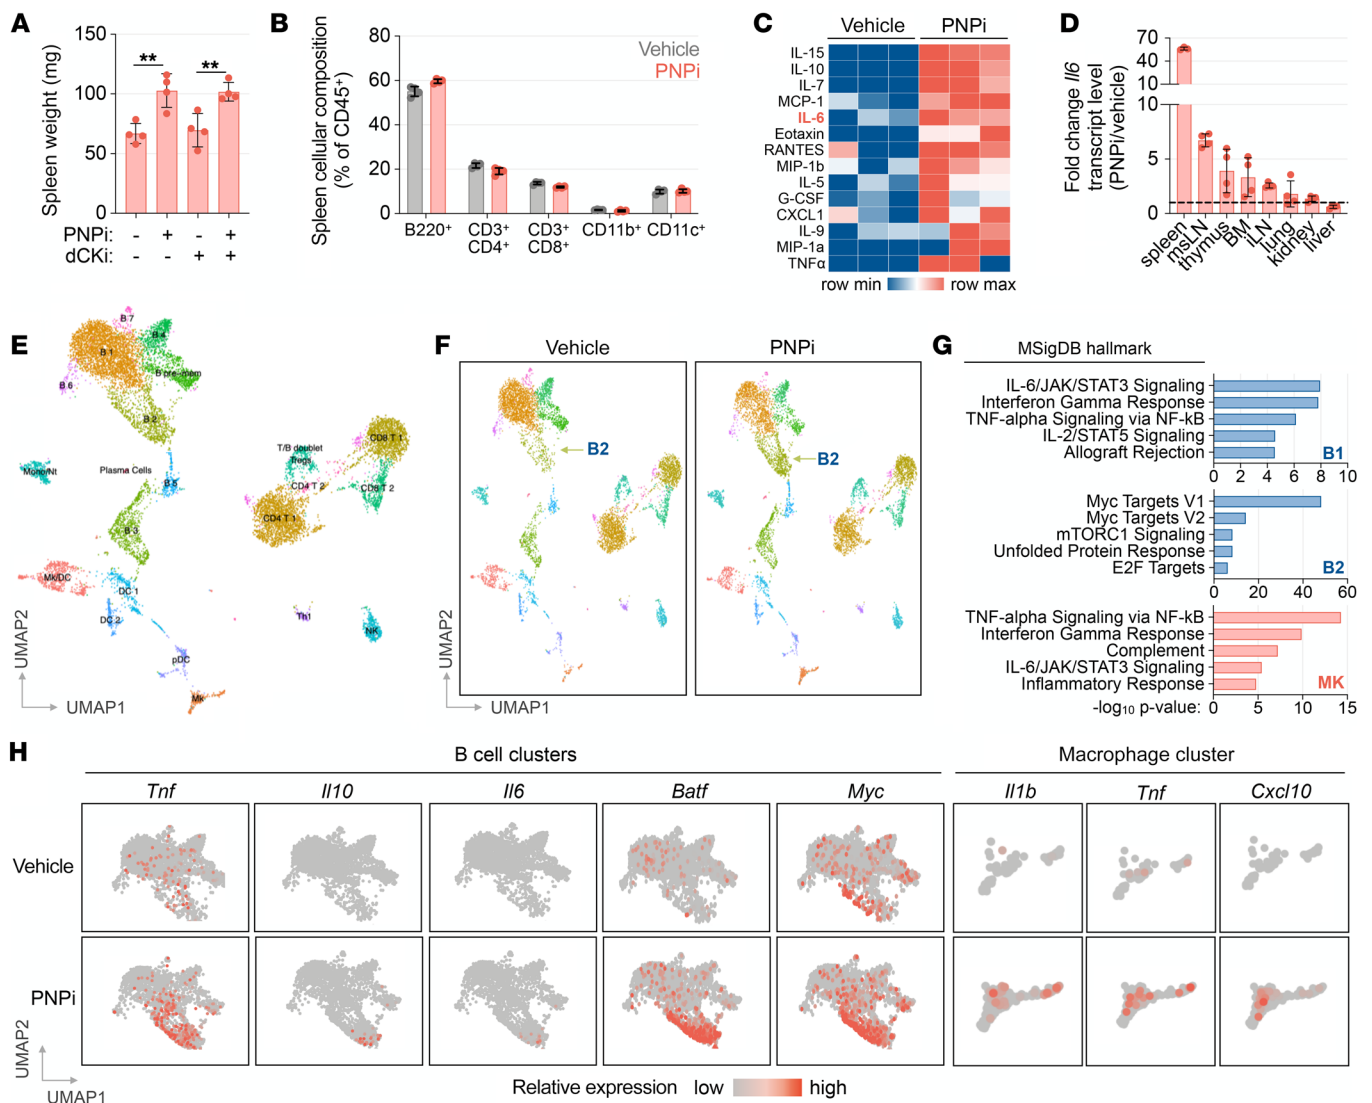 A
Spleen weight (mg)
150
100
50
0
**
**
PNPi: - + - +
dCKi: - - + +
B
Spleen cellular composition
(% of CD45⁺)
80
60
40
20
0
Vehicle
PNPi
B220⁺ CD3⁺ CD3⁺ CD11b⁺ CD11c⁺
CD4⁺ CD8⁺
C
Vehicle PNPi
IL-15
IL-10
IL-7
MCP-1
IL-6
Eotaxin
RANTES
MIP-1b
IL-5
G-CSF
CXCL1
IL-9
MIP-1a
TNFα
row min row max
D
Fold change Il6
transcript level
(PNPi/vehicle)
70
40
10
10
5
0
spleen
msLN
thymus
BM
iLN
lung
kidney
liver
E
B 7
B 4
B 1
B pre-mem
B 6
B 2
T/B doublet
CD8 T 1
Tregs
Mono/Nt
Plasma Cells
B 5
CD4 T 2
CD8 T 2
CD4 T 1
B 3
Mk/DC
DC 1
DC 2
Th1
NK
pDC
Mk
UMAP2
UMAP1
F
Vehicle PNPi
B2
B2
UMAP2
UMAP1
G
MSigDB hallmark
IL-6/JAK/STAT3 Signaling
Interferon Gamma Response
TNF-alpha Signaling via NF-kB
IL-2/STAT5 Signaling
Allograft Rejection
B1
0 2 4 6 8 10
Myc Targets V1
Myc Targets V2
mTORC1 Signaling
Unfolded Protein Response
E2F Targets
B2
0 20 40 60
TNF-alpha Signaling via NF-kB
Interferon Gamma Response
Complement
IL-6/JAK/STAT3 Signaling
Inflammatory Response
MK
-log₁₀ p-value: 0 5 10 15
H
B cell clusters Macrophage cluster
Tnf Il10 Il6 Batf Myc Il1b Tnf Cxcl10
Vehicle
PNPi
UMAP2
UMAP1
Relative expression low high